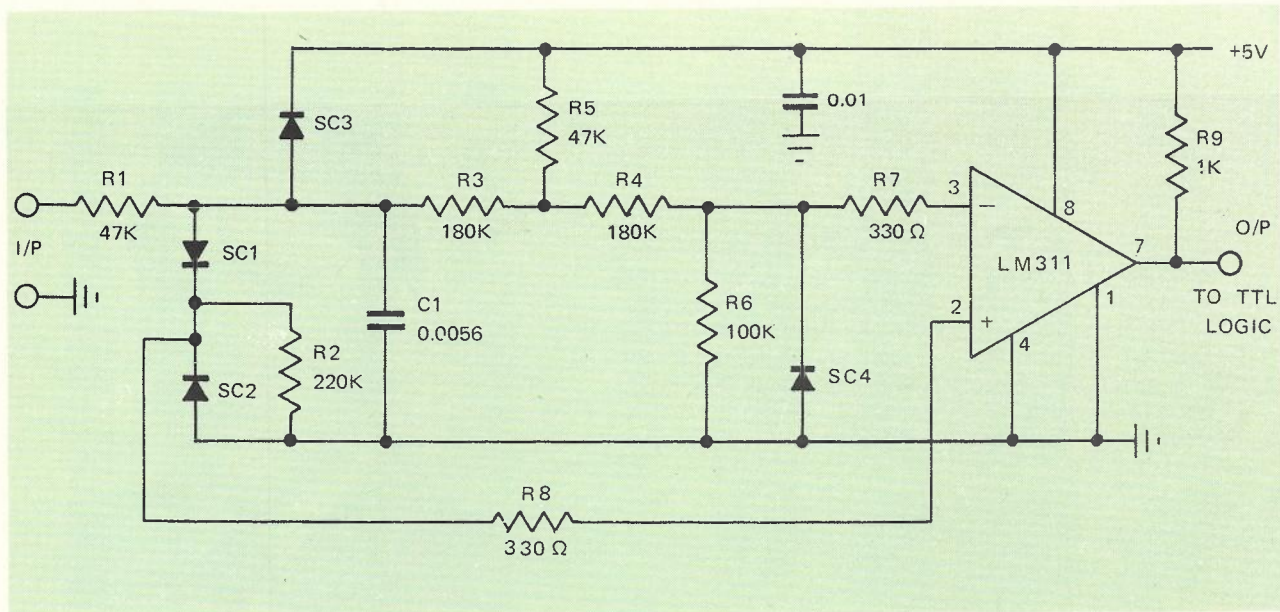 +5V
SC3
R5
47K
0.01
R9
1K
R1
47K
R3
180K
R4
180K
R7
330 Ω
3
−
8
O/P
I/P
SC1
LM311
7
TO TTL
LOGIC
C1
0.0056
R2
220K
R6
100K
2
+
1
4
SC2
SC4
R8
330 Ω